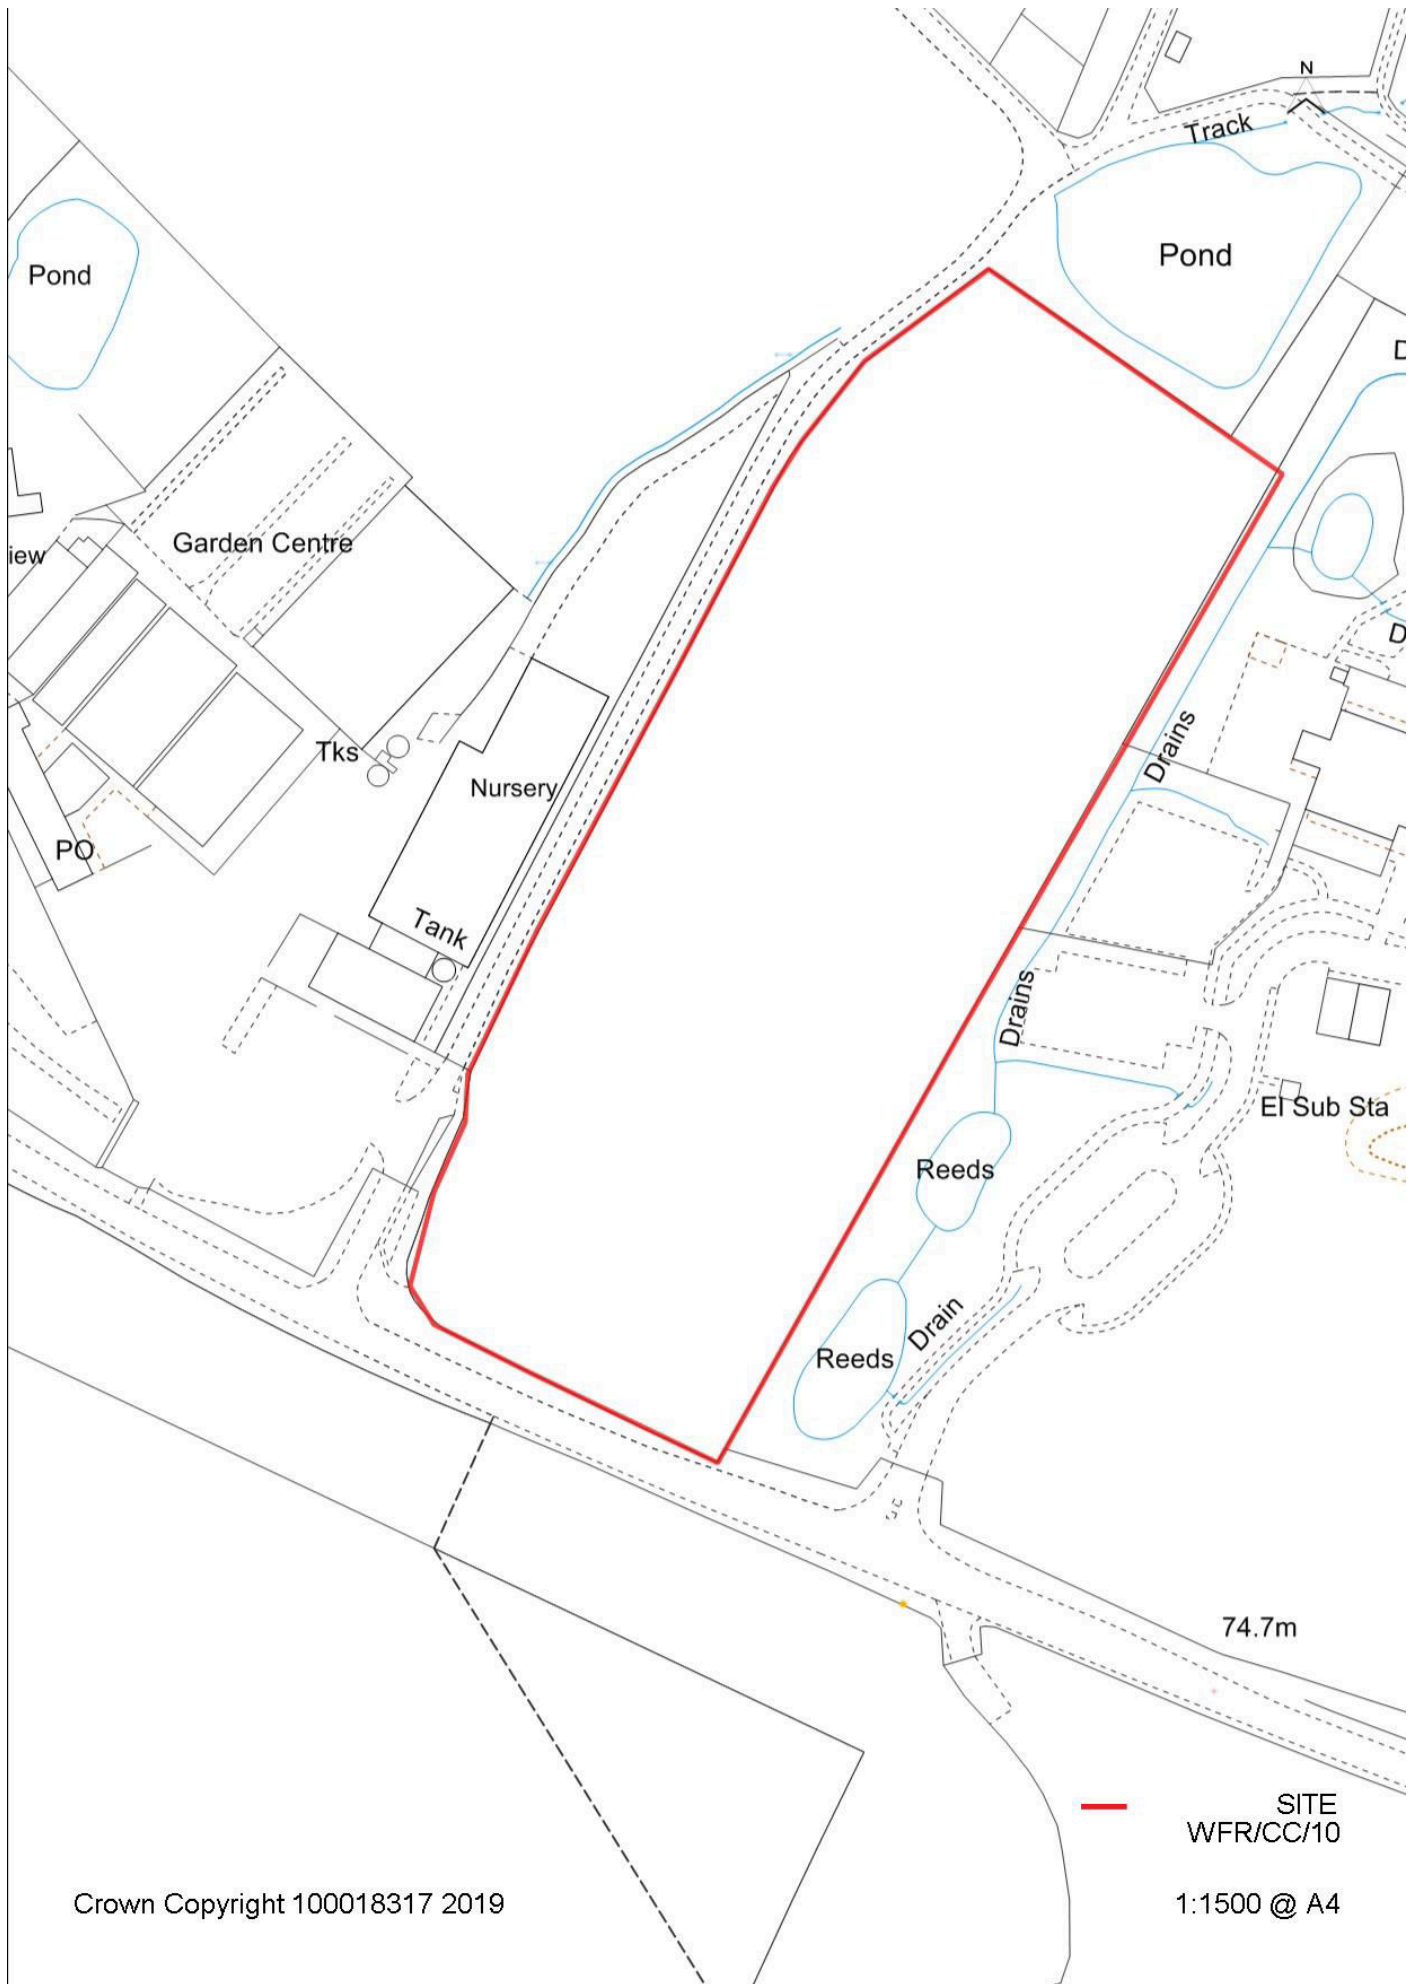 N
Track
Pond
Pond
D
Garden Centre
iew
D
Drains
Tks
Nursery
PO
Tank
Drains
El Sub Sta
Reeds
Drain
Reeds
74.7m
SITE
WFR/CC/10
Crown Copyright 100018317 2019
1:1500 @ A4